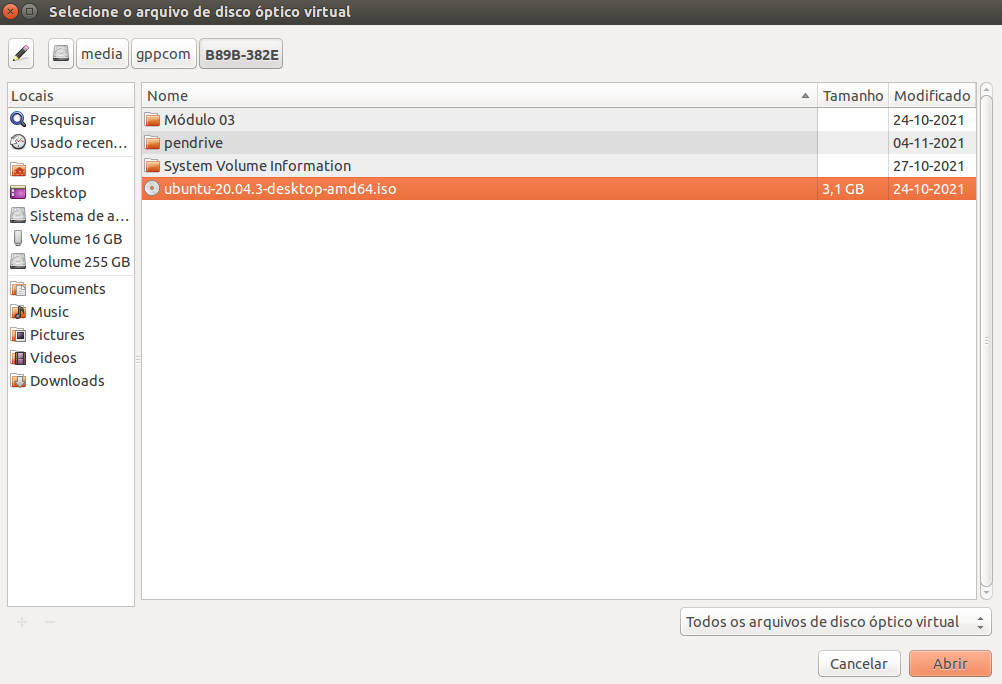 Selecione o arquivo de disco óptico virtual
media gppcom B89B-382E
Locais
Pesquisar
Usado recen...
gppcom
Desktop
Sistema de a...
Volume 16 GB
Volume 255 GB
Documents
Music
Pictures
Videos
Downloads
Nome Tamanho Modificado
Módulo 03 24-10-2021
pendrive 04-11-2021
System Volume Information 27-10-2021
ubuntu-20.04.3-desktop-amd64.iso 3,1 GB 24-10-2021
Todos os arquivos de disco óptico virtual
Cancelar Abrir